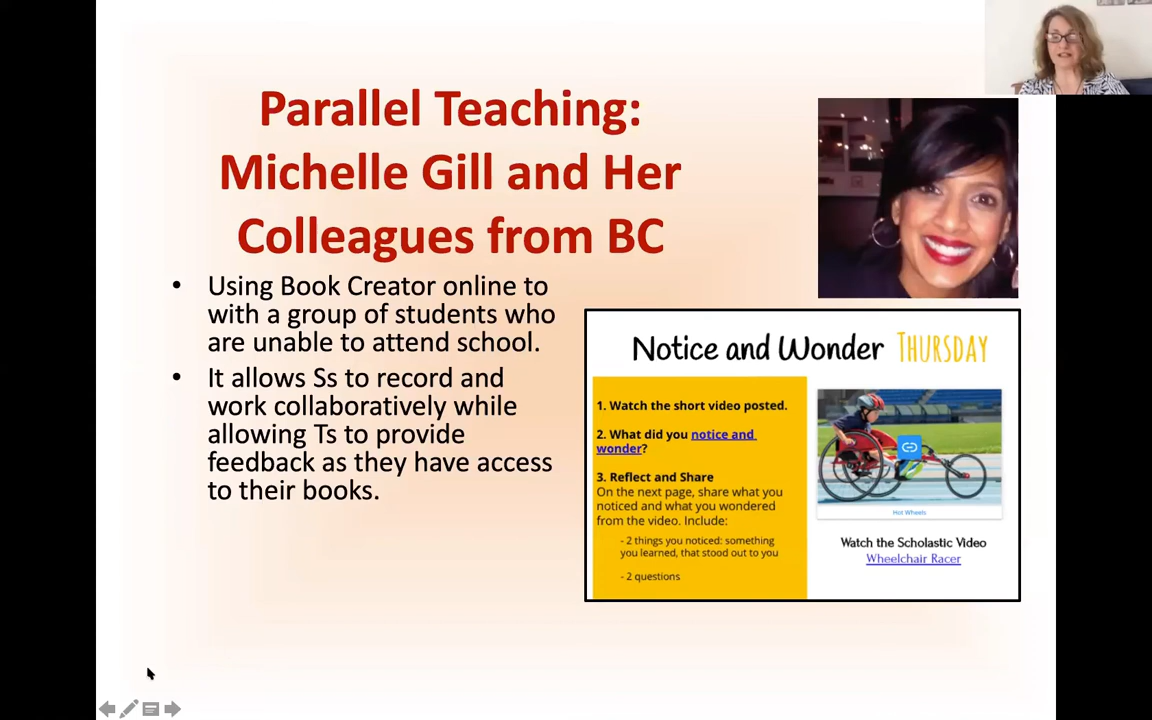 Parallel Teaching:
Michelle Gill and Her
Colleagues from BC
• Using Book Creator online to
with a group of students who
are unable to attend school.
• It allows Ss to record and
work collaboratively while
allowing Ts to provide
feedback as they have access
to their books.
Notice and Wonder THURSDAY
1. Watch the short video posted.
2. What did you notice and
wonder?
3. Reflect and Share
On the next page, share what you
noticed and what you wondered
from the video. Include:
- 2 things you noticed: something
you learned, that stood out to you
- 2 questions
Hot Wheels
Watch the Scholastic Video
Wheelchair Racer